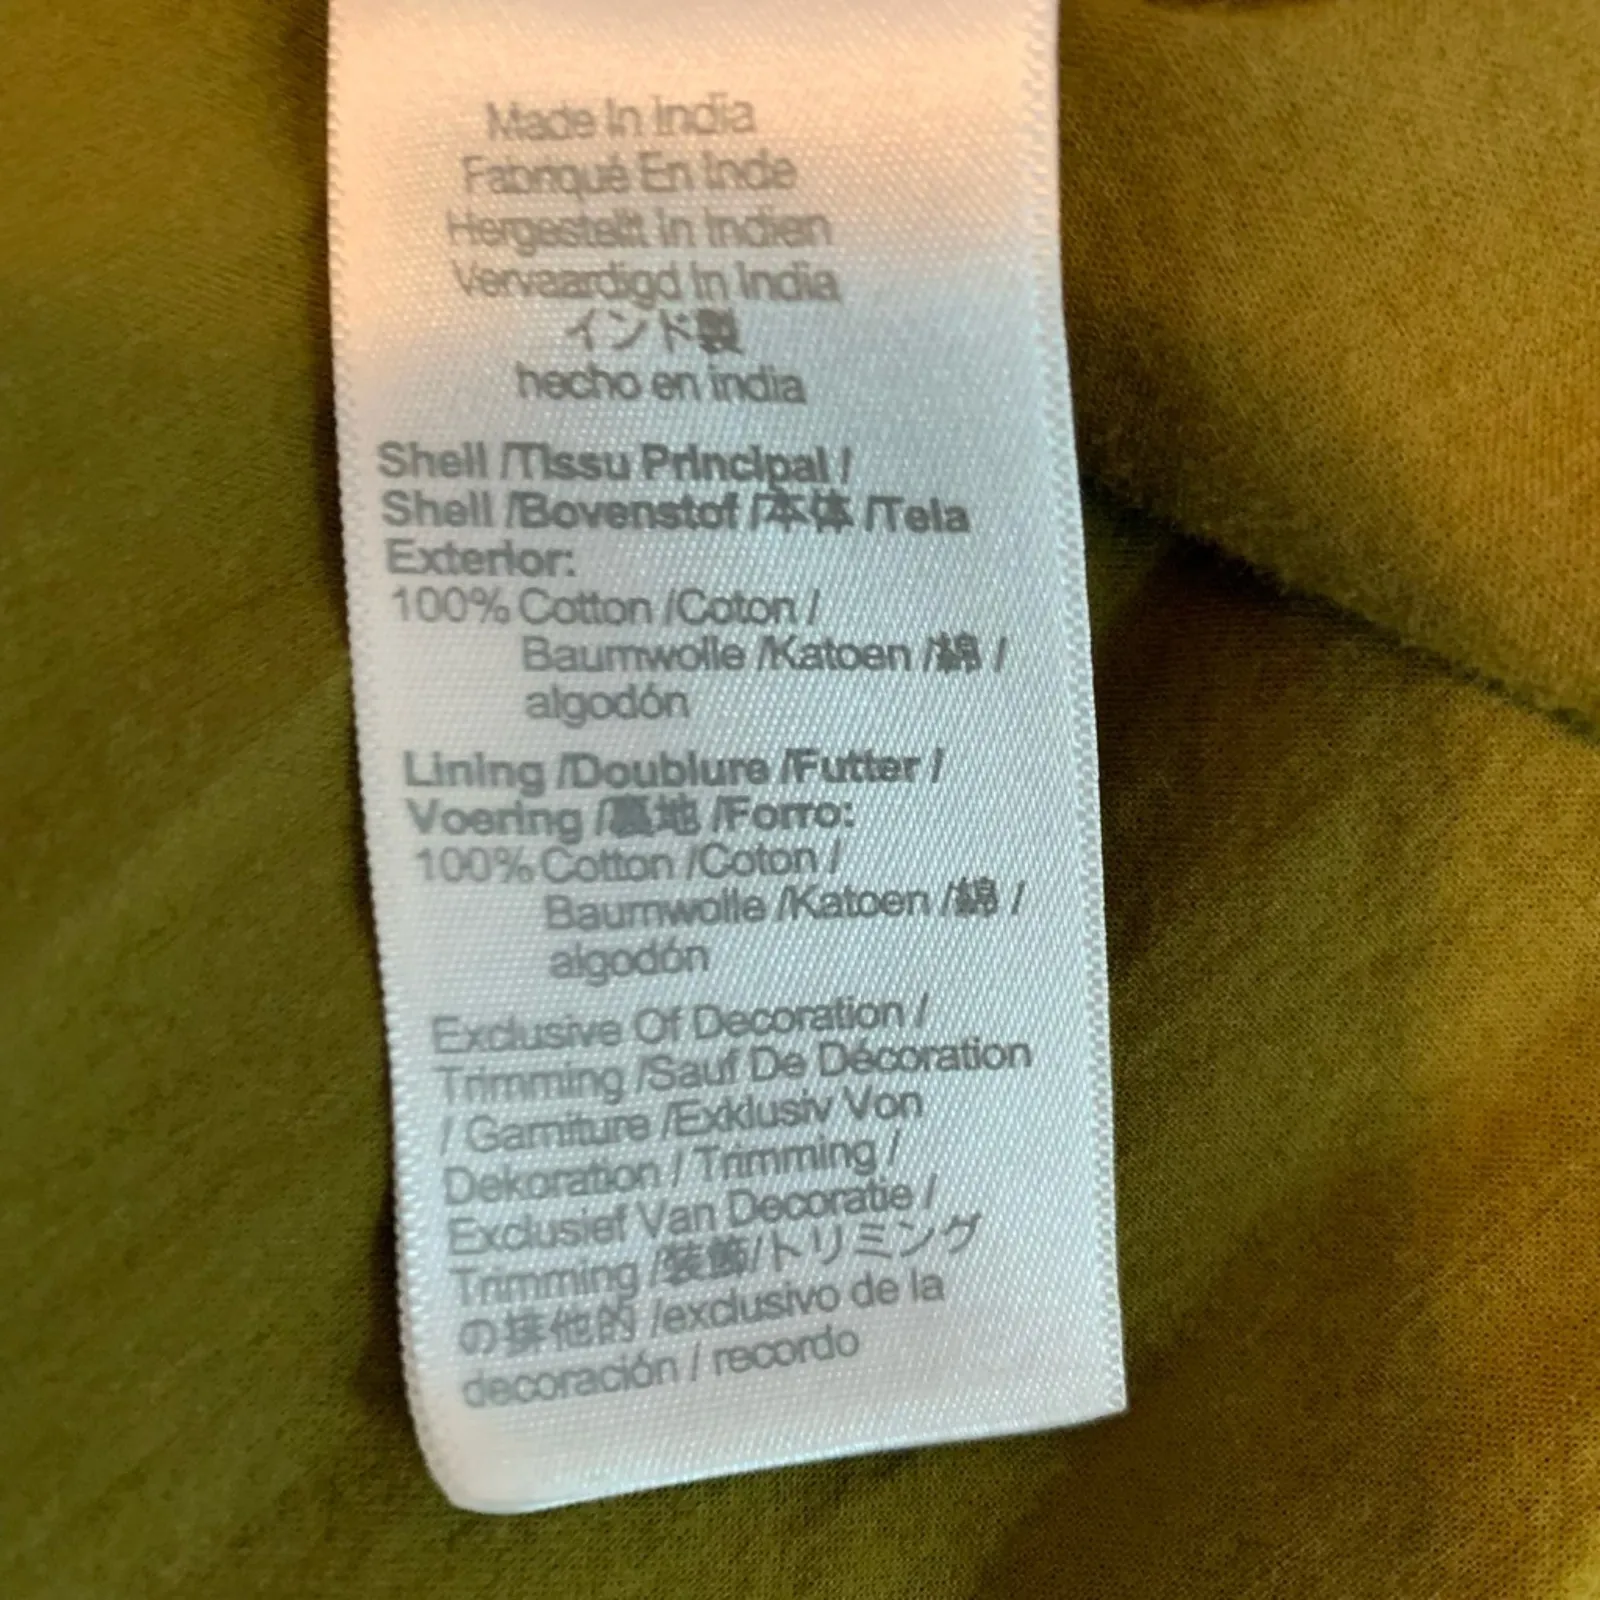 Made In India
Fabriqué En Inde
Hergestellt In Indien
Vervaardigd In India
インド製
hecho en india
Shell /Tissu Principal /
Shell /Bovenstof /本体 /Tela
Exterior:
100% Cotton /Coton /
Baumwolle /Katoen /綿 /
algodón
Lining /Doublure /Futter /
Voering /裏地 /Forro:
100% Cotton /Coton /
Baumwolle /Katoen /綿 /
algodón
Exclusive Of Decoration /
Trimming /Sauf De Décoration
/ Garniture /Exklusiv Von
Dekoration / Trimming /
Exclusief Van Decoratie /
Trimming /装飾/トリミング
の排他的 /exclusivo de la
decoración / recordo